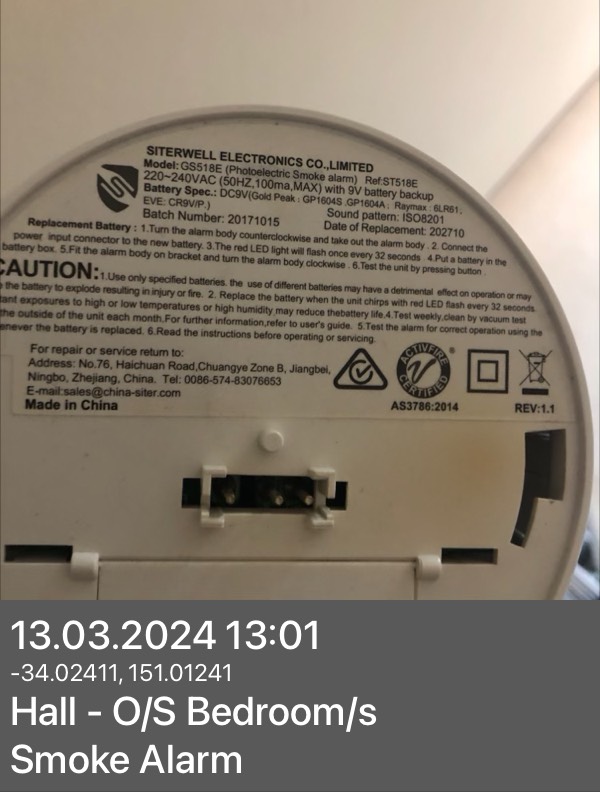 SITERWELL ELECTRONICS CO.,LIMITED
Model: GS518E (Photoelectric Smoke alarm) Ref:ST518E
220~240VAC (50HZ,100ma,MAX) with 9V battery backup
Battery Spec.: DC9V(Gold Peak : GP1604S ,GP1604A ; Raymax : 6LR61;
EVE: CR9V/P.)
Sound pattern: ISO8201
Batch Number: 20171015
Date of Replacement: 202710
Replacement Battery : 1.Turn the alarm body counterclockwise and take out the alarm body . 2. Connect the
power input connector to the new battery. 3.The red LED light will flash once every 32 seconds .4.Put a battery in the
battery box. 5.Fit the alarm body on bracket and turn the alarm body clockwise . 6.Test the unit by pressing button .
CAUTION: 1.Use only specified batteries, the use of different batteries may have a detrimental effect on operation or may
the battery to explode resulting in injury or fire. 2. Replace the battery when the unit chirps with red LED flash every 32 seconds.
exposures to high or low temperatures or high humidity may reduce thebattery life.4.Test weekly,clean by vacuum test
the outside of the unit each month.For further information,refer to user's guide. 5.Test the alarm for correct operation using the
whenever the battery is replaced. 6.Read the instructions before operating or servicing.
For repair or service return to:
Address: No.76, Haichuan Road,Chuangye Zone B, Jiangbei,
Ningbo, Zhejiang, China. Tel: 0086-574-83076653
E-mail:sales@china-siter.com
Made in China
ACTIVFIRE
CERTIFIED
®
AS3786:2014
REV:1.1
13.03.2024 13:01
-34.02411, 151.01241
Hall - O/S Bedroom/s
Smoke Alarm